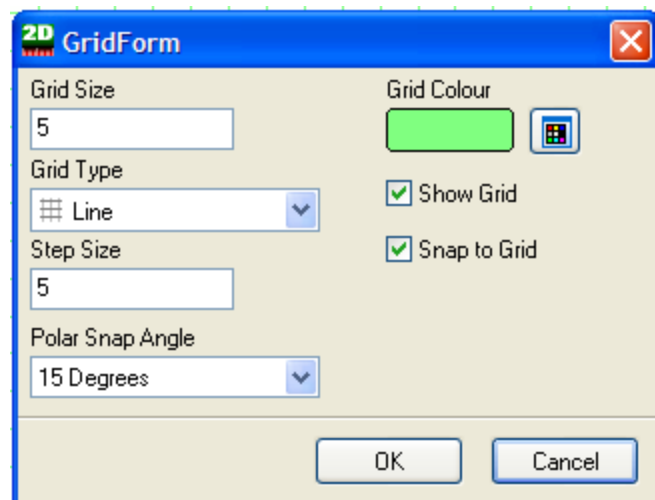 2D GridForm
Grid Size
5
Grid Type
Line
Step Size
5
Polar Snap Angle
15 Degrees
Grid Colour
Show Grid
Snap to Grid
OK Cancel